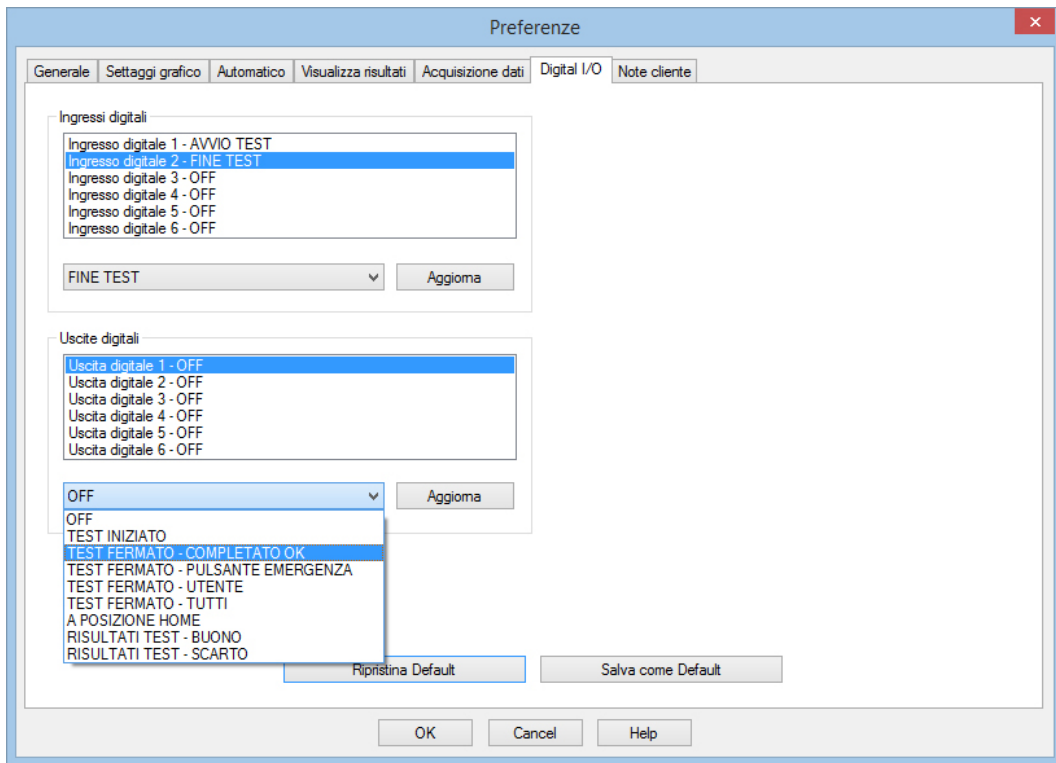 Preferenze
Generale Settaggi grafico Automatico Visualizza risultati Acquisizione dati Digital I/O Note cliente
Ingressi digitali
Ingresso digitale 1 - AVVIO TEST
Ingresso digitale 2 - FINE TEST
Ingresso digitale 3 - OFF
Ingresso digitale 4 - OFF
Ingresso digitale 5 - OFF
Ingresso digitale 6 - OFF
FINE TEST Aggiorna
Uscite digitali
Uscita digitale 1 - OFF
Uscita digitale 2 - OFF
Uscita digitale 3 - OFF
Uscita digitale 4 - OFF
Uscita digitale 5 - OFF
Uscita digitale 6 - OFF
OFF Aggiorna
OFF
TEST INIZIATO
TEST FERMATO - COMPLETATO OK
TEST FERMATO - PULSANTE EMERGENZA
TEST FERMATO - UTENTE
TEST FERMATO - TUTTI
A POSIZIONE HOME
RISULTATI TEST - BUONO
RISULTATI TEST - SCARTO
Ripristina Default Salva come Default
OK Cancel Help